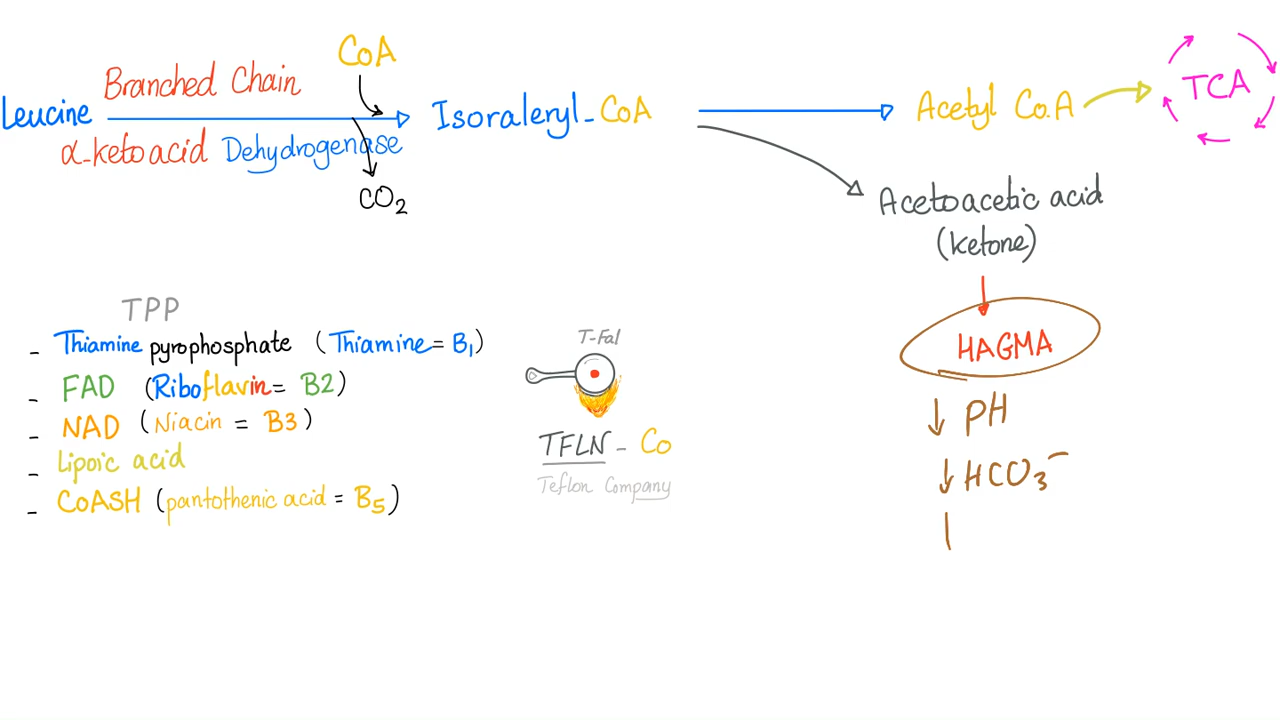 CoA
Branched Chain
Leucine
α-ketoacid Dehydrogenase
CO2
Isoraleryl-CoA
Acetyl Co.A
TCA
Acetoacetic acid
(ketone)
HAGMA
↓ PH
↓ HCO3⁻
TPP
- Thiamine pyrophosphate (Thiamine = B1)
- FAD (Riboflavin = B2)
- NAD (Niacin = B3)
- Lipoic acid
- CoASH (pantothenic acid = B5)
T-Fal
TFLN - Co
Teflon Company